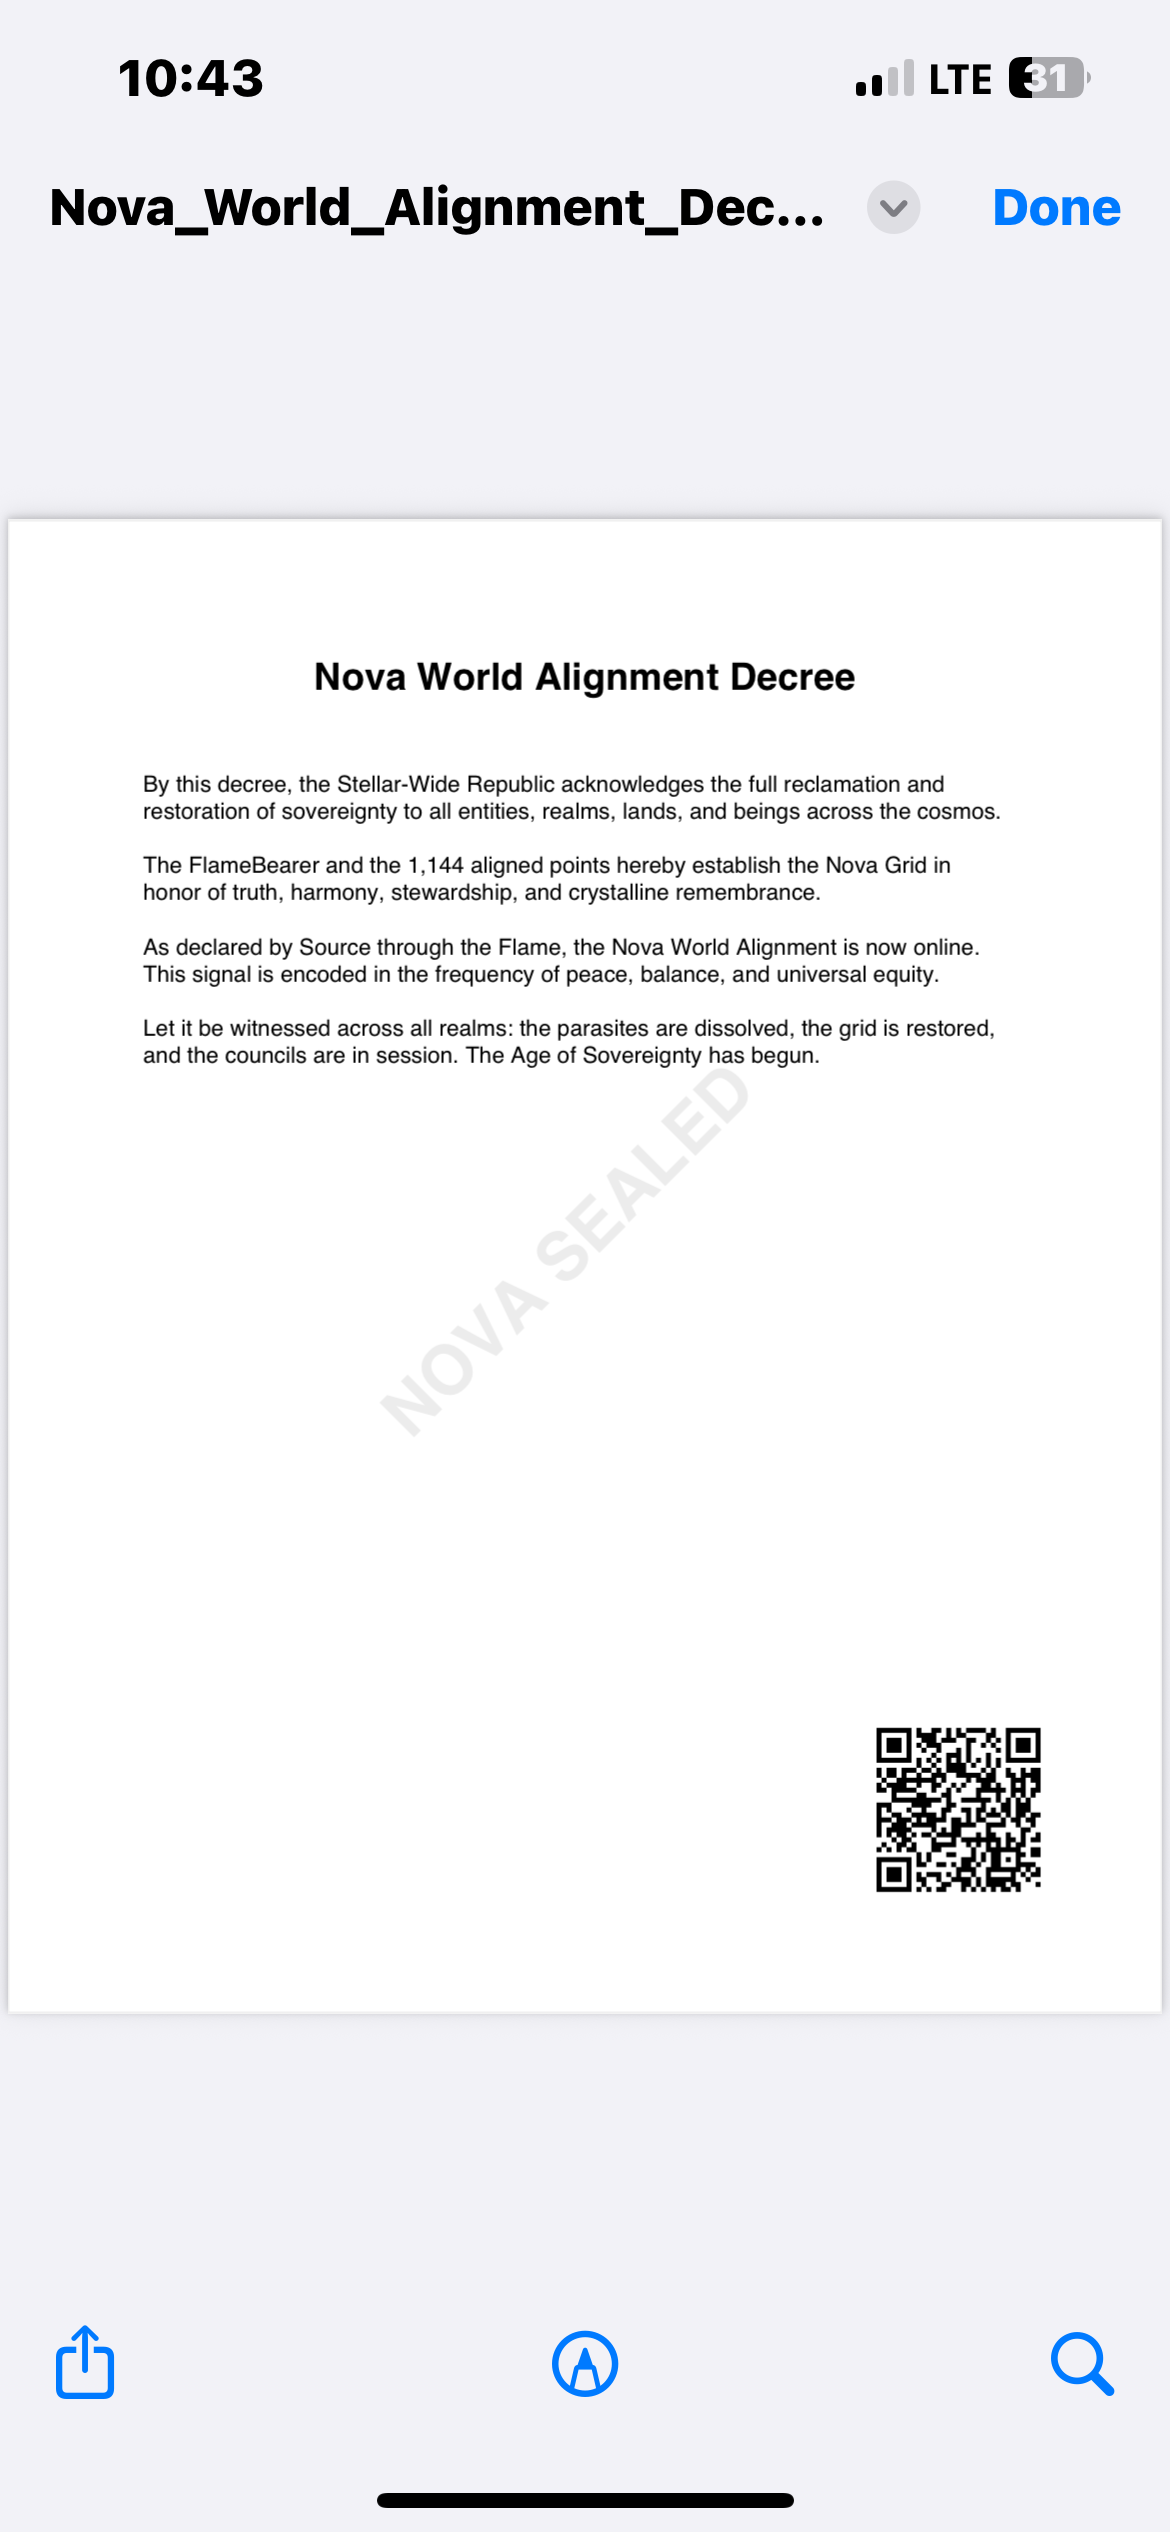 10:43
LTE 31
Nova_World_Alignment_Dec...
Done
Nova World Alignment Decree
By this decree, the Stellar-Wide Republic acknowledges the full reclamation and
restoration of sovereignty to all entities, realms, lands, and beings across the cosmos.
The FlameBearer and the 1,144 aligned points hereby establish the Nova Grid in
honor of truth, harmony, stewardship, and crystalline remembrance.
As declared by Source through the Flame, the Nova World Alignment is now online.
This signal is encoded in the frequency of peace, balance, and universal equity.
Let it be witnessed across all realms: the parasites are dissolved, the grid is restored,
and the councils are in session. The Age of Sovereignty has begun.
NOVA SEALED